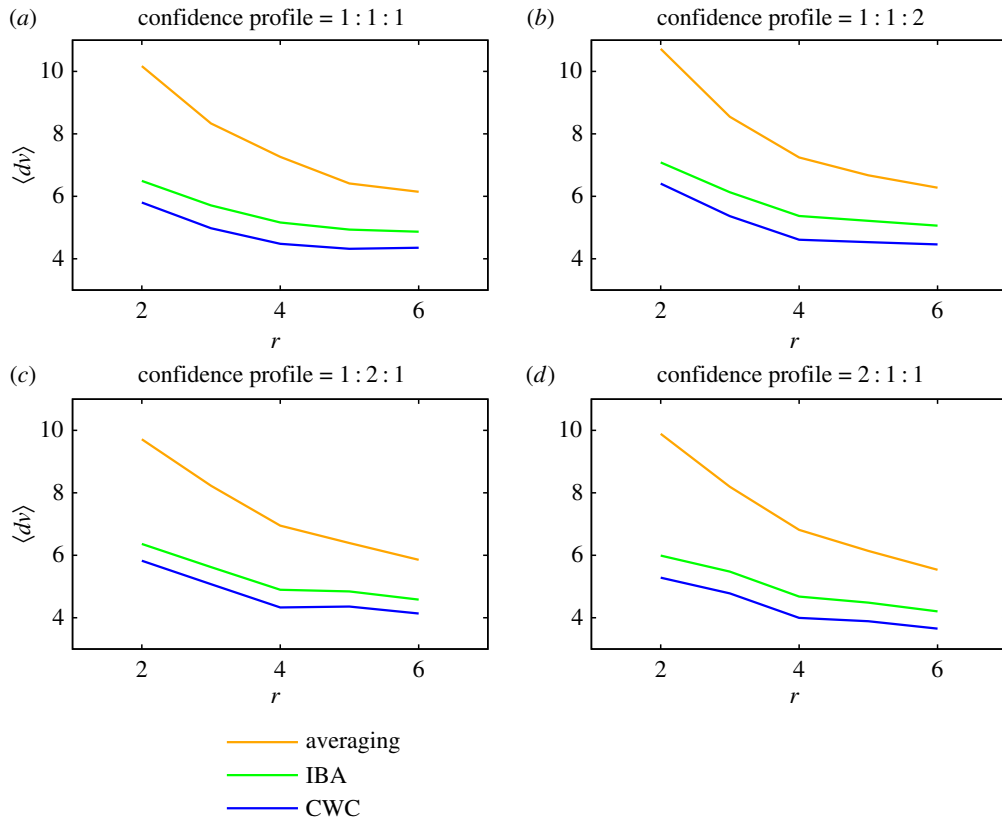 (a) confidence profile = 1 : 1 : 1
(b) confidence profile = 1 : 1 : 2
10
8
6
4
⟨dv⟩
2 4 6
r
10
8
6
4
⟨dv⟩
2 4 6
r
(c) confidence profile = 1 : 2 : 1
(d) confidence profile = 2 : 1 : 1
10
8
6
4
⟨dv⟩
2 4 6
r
10
8
6
4
⟨dv⟩
2 4 6
r
averaging
IBA
CWC